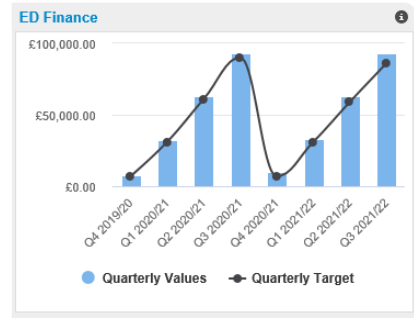 ED Finance
£100,000.00
£50,000.00
£0.00
Q4 2019/20
Q1 2020/21
Q2 2020/21
Q3 2020/21
Q4 2020/21
Q1 2021/22
Q2 2021/22
Q3 2021/22
Quarterly Values
Quarterly Target